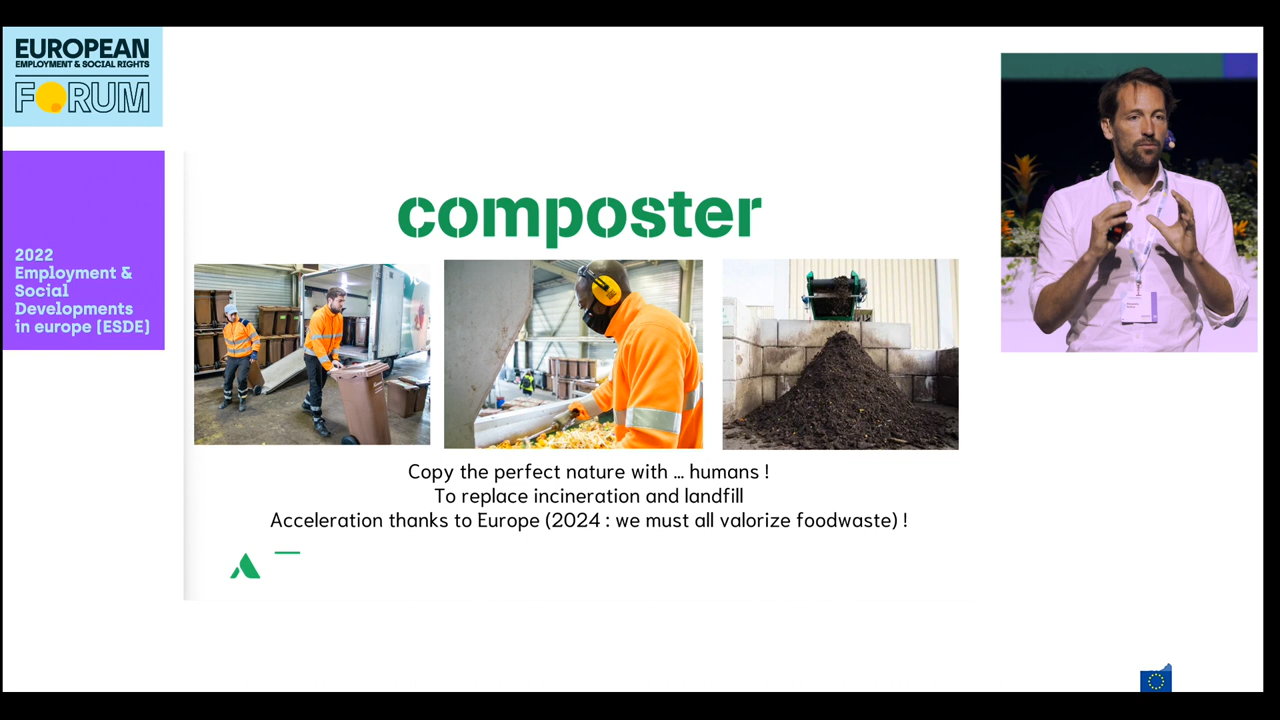 EUROPEAN
EMPLOYMENT & SOCIAL RIGHTS
FORUM
2022
Employment &
Social
Developments
in europe [ESDE]
composter
Copy the perfect nature with ... humans !
To replace incineration and landfill
Acceleration thanks to Europe (2024 : we must all valorize foodwaste) !